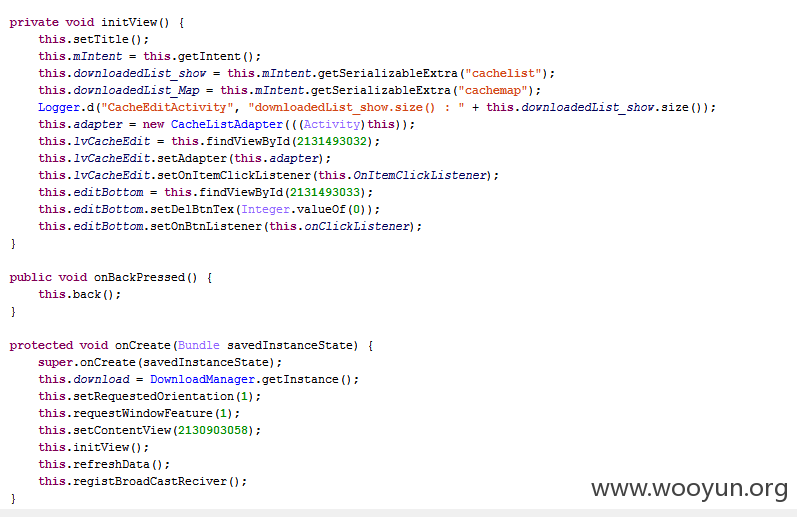 private void initView() {
    this.setTitle();
    this.mIntent = this.getIntent();
    this.downloadedList_show = this.mIntent.getSerializableExtra("cachelist");
    this.downloadedList_Map = this.mIntent.getSerializableExtra("cachemap");
    Logger.d("CacheEditActivity", "downloadedList_show.size() : " + this.downloadedList_show.size());
    this.adapter = new CacheListAdapter(((Activity)this));
    this.lvCacheEdit = this.findViewById(2131493032);
    this.lvCacheEdit.setAdapter(this.adapter);
    this.lvCacheEdit.setOnItemClickListener(this.OnItemClickListener);
    this.editBottom = this.findViewById(2131493033);
    this.editBottom.setDelBtnTex(Integer.valueOf(0));
    this.editBottom.setOnBtnListener(this.onClickListener);
}
public void onBackPressed() {
    this.back();
}
protected void onCreate(Bundle savedInstanceState) {
    super.onCreate(savedInstanceState);
    this.download = DownloadManager.getInstance();
    this.setRequestedOrientation(1);
    this.requestWindowFeature(1);
    this.setContentView(2130903058);
    this.initView();
    this.refreshData();
    this.registBroadCastReciver();
}
www.wooyun.org